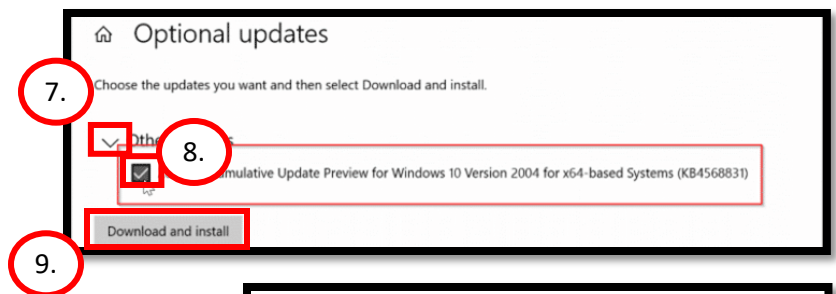 Optional updates
7.
Choose the updates you want and then select Download and install.
8.
Update Preview for Windows 10 Version 2004 for x64-based Systems (KB4568831)
Download and install
9.